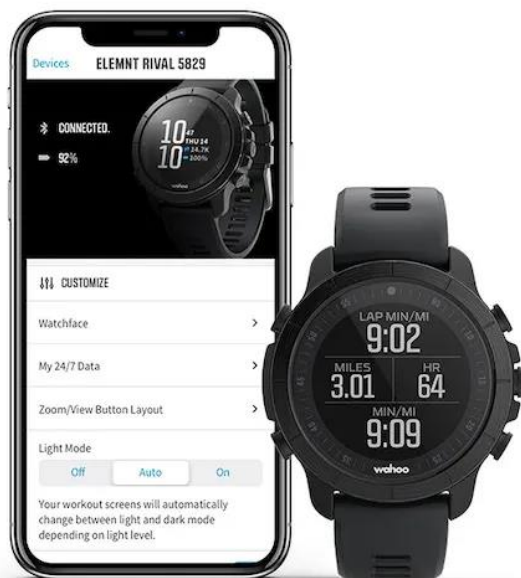 Devices
ELEMNT RIVAL 5829
CONNECTED.
92%
10 47
THU 14
14.7K
10 100%
wahoo
CUSTOMIZE
Watchface
My 24/7 Data
Zoom/View Button Layout
Light Mode
Off Auto On
Your workout screens will automatically
change between light and dark mode
depending on light level.
LAP MIN/MI
9:02
MILES HR
3.01 64
MIN/MI
9:09
wahoo